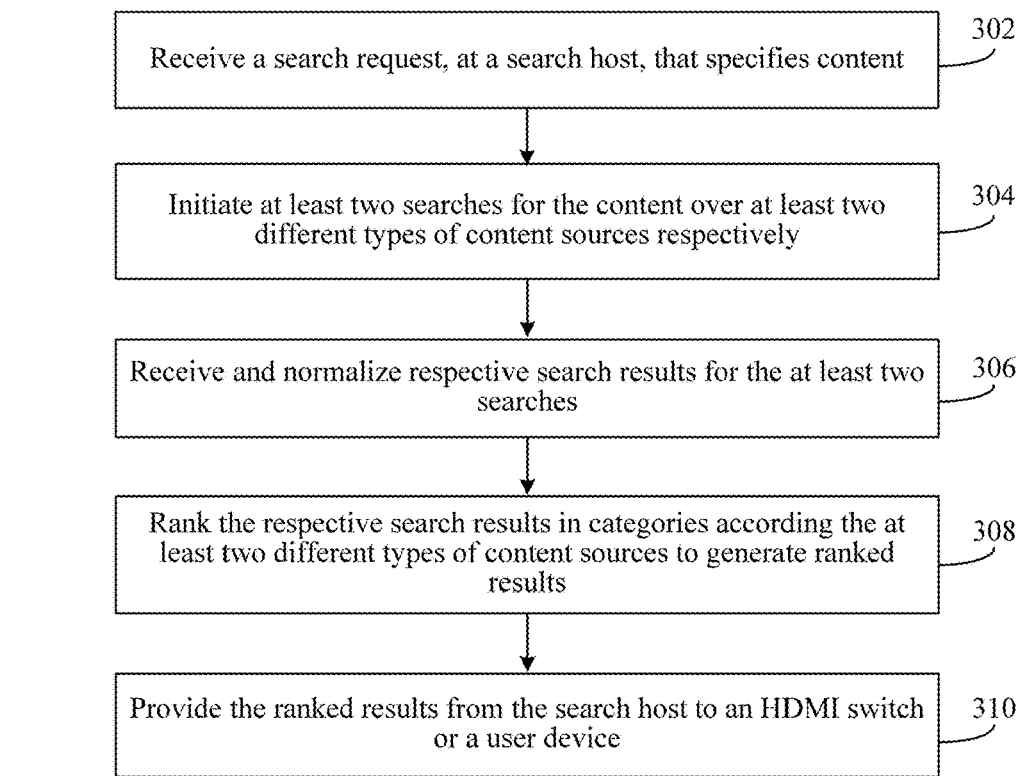 302
Receive a search request, at a search host, that specifies content
304
Initiate at least two searches for the content over at least two
different types of content sources respectively
306
Receive and normalize respective search results for the at least two
searches
308
Rank the respective search results in categories according the at
least two different types of content sources to generate ranked
results
310
Provide the ranked results from the search host to an HDMI switch
or a user device